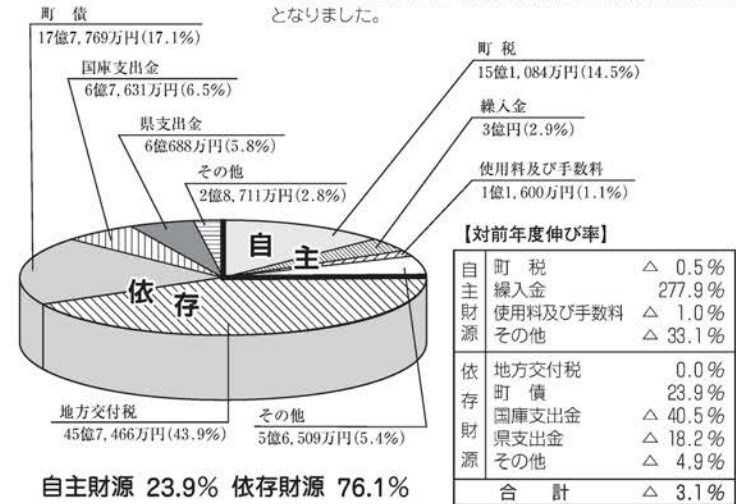 となりました。
町 債
17億7,769万円(17.1%)
国庫支出金
6億7,631万円(6.5%)
県支出金
6億688万円(5.8%)
その他
2億8,711万円(2.8%)
町 税
15億1,084万円(14.5%)
繰入金
3億円(2.9%)
使用料及び手数料
1億1,600万円(1.1%)
自主
依存
地方交付税
45億7,466万円(43.9%)
その他
5億6,509万円(5.4%)
自主財源 23.9% 依存財源 76.1%
【対前年度伸び率】
自主財源
町 税 △ 0.5%
繰入金 277.9%
使用料及び手数料 △ 1.0%
その他 △ 33.1%
依存財源
地方交付税 0.0%
町 債 23.9%
国庫支出金 △ 40.5%
県支出金 △ 18.2%
その他 △ 4.9%
合 計 △ 3.1%